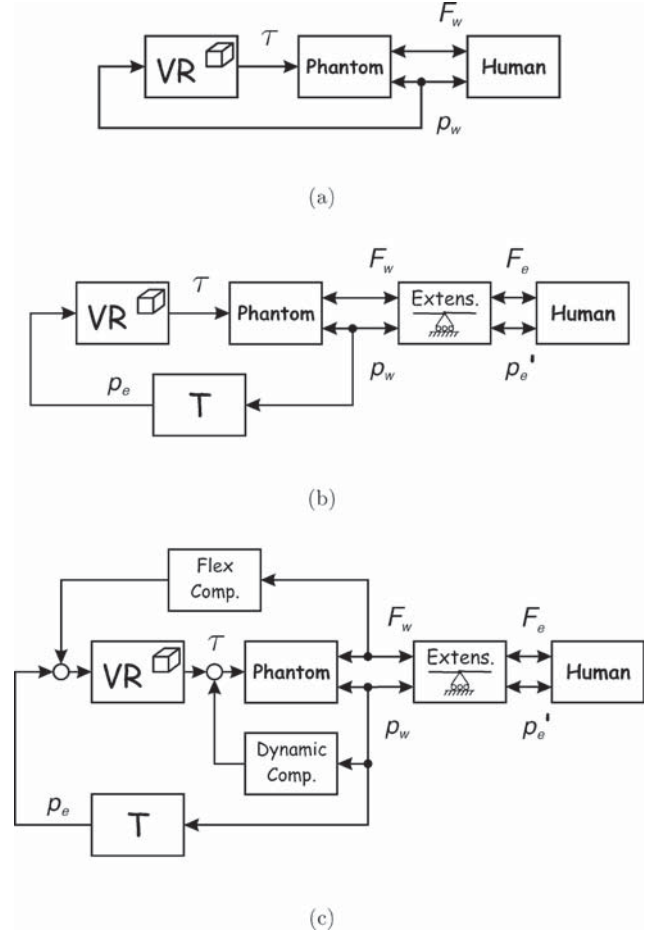 τ
F_w
VR
Phantom
Human
p_w
(a)
τ
F_w
F_e
VR
Phantom
Extens.
Human
p_e
T
p_w
p_e'
(b)
Flex
Comp.
τ
F_w
F_e
VR
Phantom
Extens.
Human
Dynamic
Comp.
p_w
p_e'
p_e
T
(c)